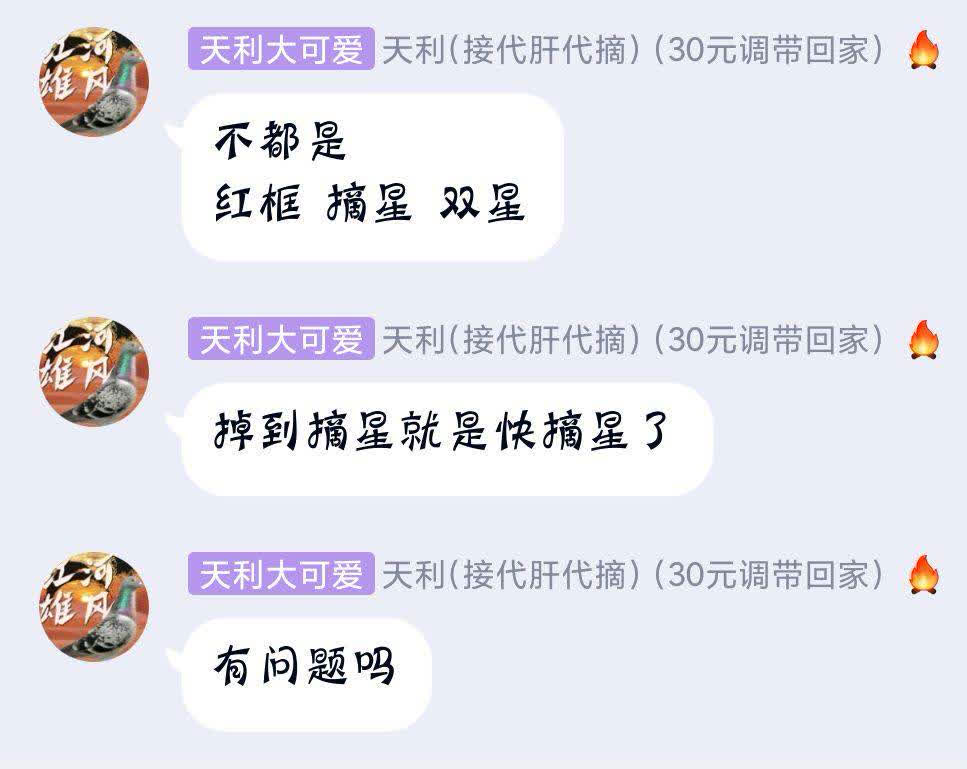 江河
雄风
天利大可爱 天利(接代肝代摘) (30元调带回家) 🔥
不都是
红框 摘星 双星
江河
雄风
天利大可爱 天利(接代肝代摘) (30元调带回家) 🔥
掉到摘星就是快摘星了
江河
雄风
天利大可爱 天利(接代肝代摘) (30元调带回家) 🔥
有问题吗